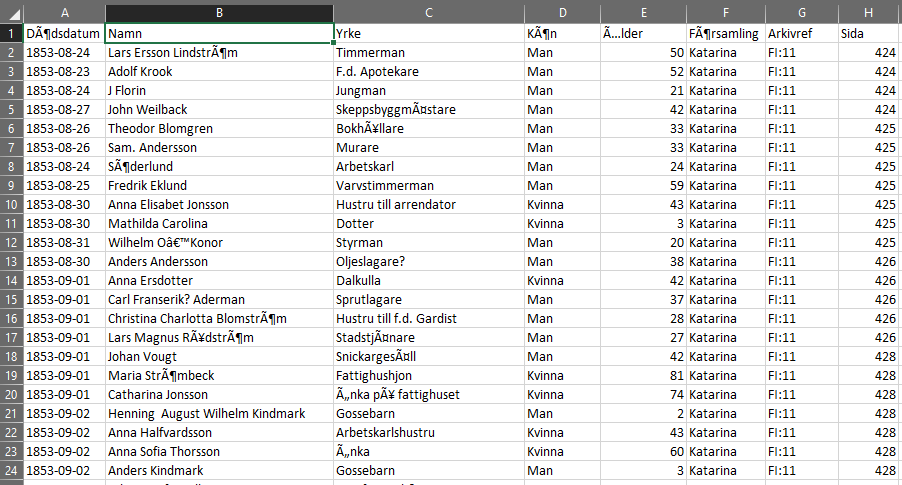 A B C D E F G H
1 DÃ¶dsdatum Namn Yrke KÃ¶n Ã…lder FÃ¶rsamling Arkivref Sida
2 1853-08-24 Lars Ersson LindstrÃ¶m Timmerman Man 50 Katarina FI:11 424
3 1853-08-23 Adolf Krook F.d. Apotekare Man 52 Katarina FI:11 424
4 1853-08-24 J Florin Jungman Man 21 Katarina FI:11 424
5 1853-08-27 John Weilback SkeppsbyggmÃ¤stare Man 42 Katarina FI:11 424
6 1853-08-26 Theodor Blomgren BokhÃ¥llare Man 33 Katarina FI:11 425
7 1853-08-26 Sam. Andersson Murare Man 33 Katarina FI:11 425
8 1853-08-24 SÃ¶derlund Arbetskarl Man 24 Katarina FI:11 425
9 1853-08-25 Fredrik Eklund Varvstimmerman Man 59 Katarina FI:11 425
10 1853-08-30 Anna Elisabet Jonsson Hustru till arrendator Kvinna 43 Katarina FI:11 425
11 1853-08-30 Mathilda Carolina Dotter Kvinna 3 Katarina FI:11 425
12 1853-08-31 Wilhelm Oâ€™Konor Styrman Man 20 Katarina FI:11 425
13 1853-08-30 Anders Andersson Oljeslagare? Man 38 Katarina FI:11 426
14 1853-09-01 Anna Ersdotter Dalkulla Kvinna 42 Katarina FI:11 426
15 1853-09-01 Carl Franserik? Aderman Sprutlagare Man 37 Katarina FI:11 426
16 1853-09-01 Christina Charlotta BlomstrÃ¶m Hustru till f.d. Gardist Man 28 Katarina FI:11 426
17 1853-09-01 Lars Magnus RÃ¥dstrÃ¶m StadstjÃ¤nare Man 27 Katarina FI:11 426
18 1853-09-01 Johan Vougt SnickargesÃ¤ll Man 42 Katarina FI:11 428
19 1853-09-01 Maria StrÃ¶mbeck Fattighushjon Kvinna 81 Katarina FI:11 428
20 1853-09-01 Catharina Jonsson Ã„nka pÃ¥ fattighuset Kvinna 74 Katarina FI:11 428
21 1853-09-02 Henning  August Wilhelm Kindmark Gossebarn Man 2 Katarina FI:11 428
22 1853-09-02 Anna Halfvardsson Arbetskarlshustru Kvinna 43 Katarina FI:11 428
23 1853-09-02 Anna Sofia Thorsson Ã„nka Kvinna 60 Katarina FI:11 428
24 1853-09-02 Anders Kindmark Gossebarn Man 3 Katarina FI:11 428